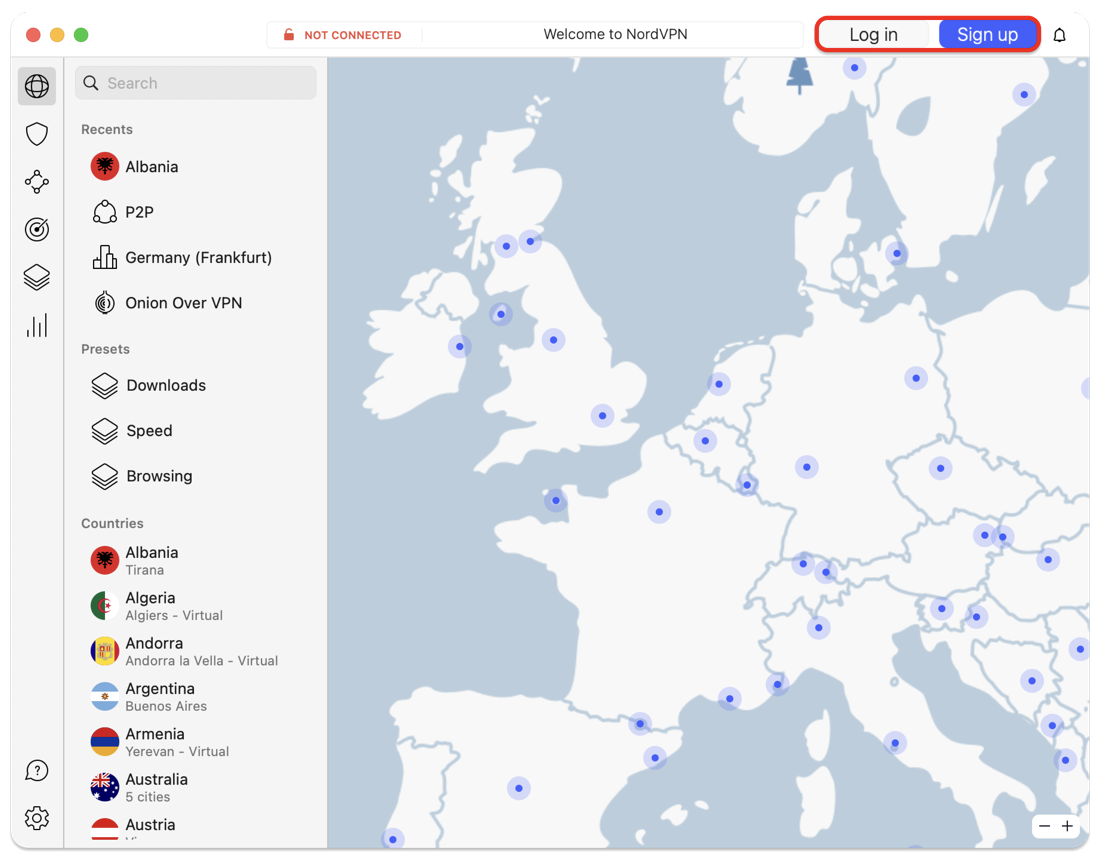 NOT CONNECTED
Welcome to NordVPN
Log in
Sign up
Search
Recents
Albania
P2P
Germany (Frankfurt)
Onion Over VPN
Presets
Downloads
Speed
Browsing
Countries
Albania
Tirana
Algeria
Algiers - Virtual
Andorra
Andorra la Vella - Virtual
Argentina
Buenos Aires
Armenia
Yerevan - Virtual
Australia
5 cities
Austria